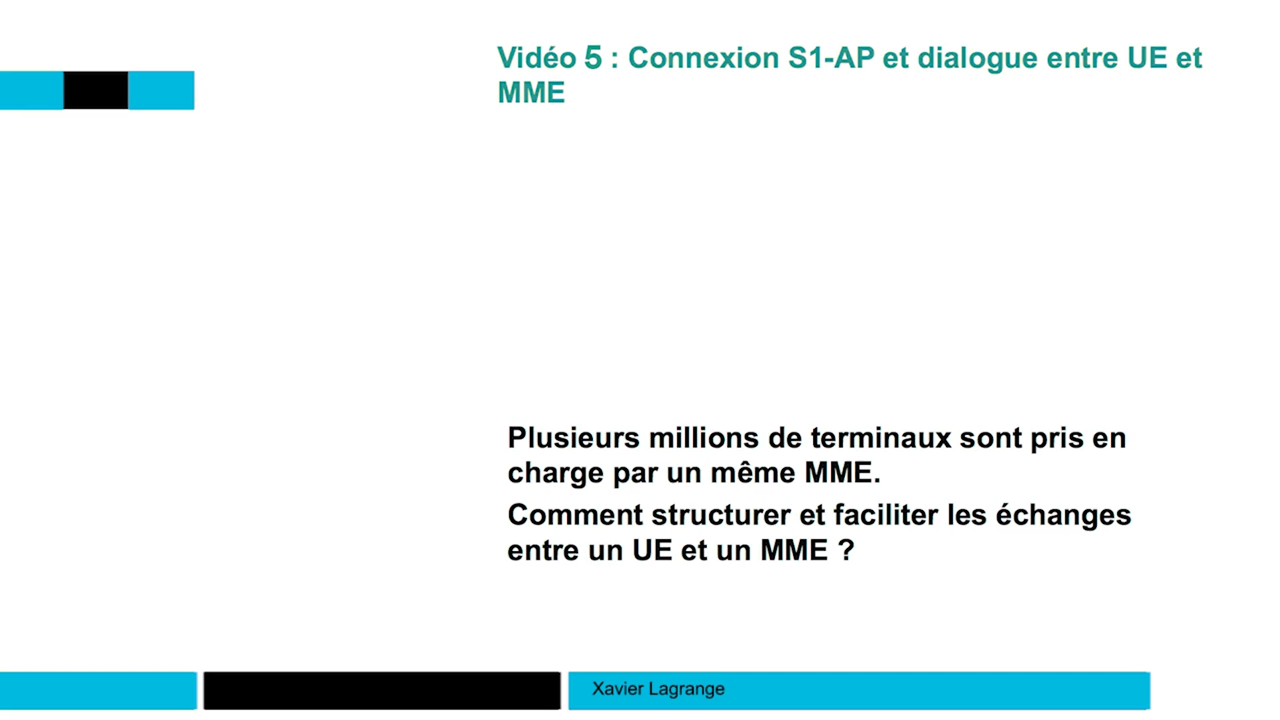 Vidéo 5 : Connexion S1-AP et dialogue entre UE et
MME
Plusieurs millions de terminaux sont pris en
charge par un même MME.
Comment structurer et faciliter les échanges
entre un UE et un MME ?
Xavier Lagrange